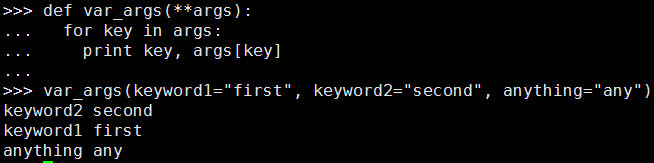 >>> def var_args(**args):
...   for key in args:
...     print key, args[key]
...
>>> var_args(keyword1="first", keyword2="second", anything="any")
keyword2 second
keyword1 first
anything any